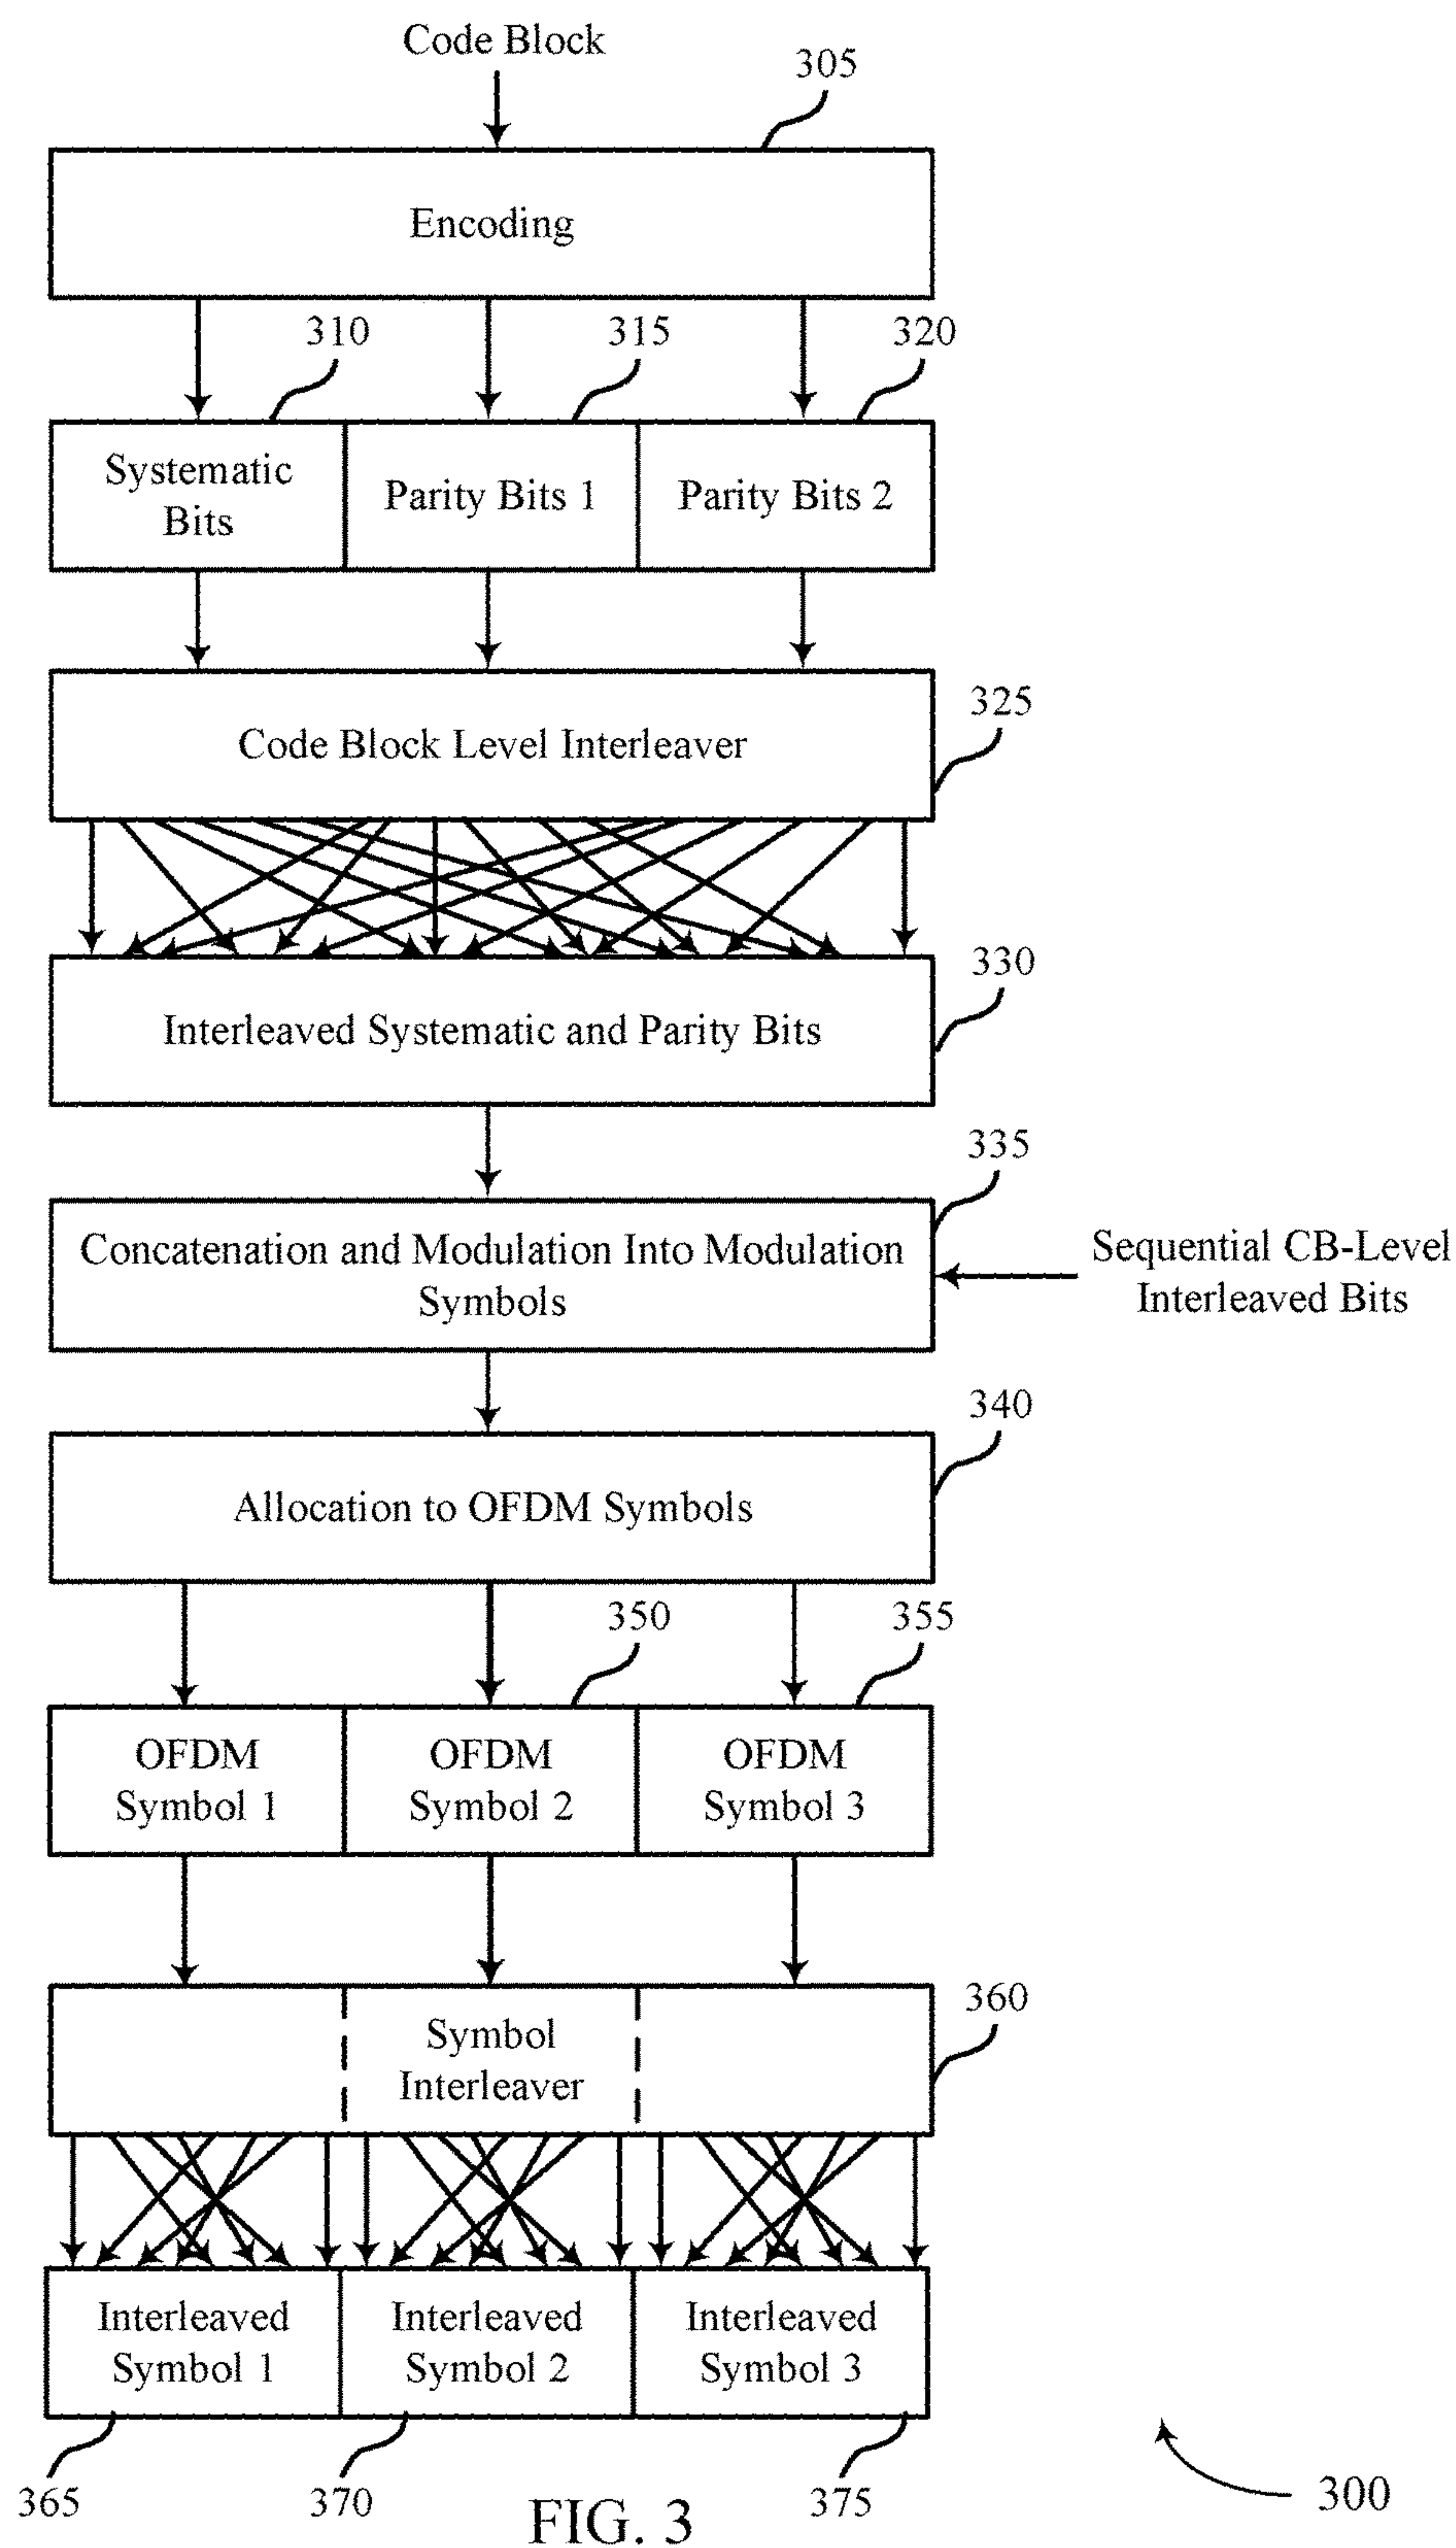 Code Block
305
Encoding
310
315
320
Systematic
Bits
Parity Bits 1
Parity Bits 2
Code Block Level Interleaver
325
330
Interleaved Systematic and Parity Bits
335
Concatenation and Modulation Into Modulation
Symbols
Sequential CB-Level
Interleaved Bits
340
Allocation to OFDM Symbols
350
355
OFDM
Symbol 1
OFDM
Symbol 2
OFDM
Symbol 3
360
Symbol
Interleaver
Interleaved
Symbol 1
Interleaved
Symbol 2
Interleaved
Symbol 3
365
370
375
300
FIG. 3